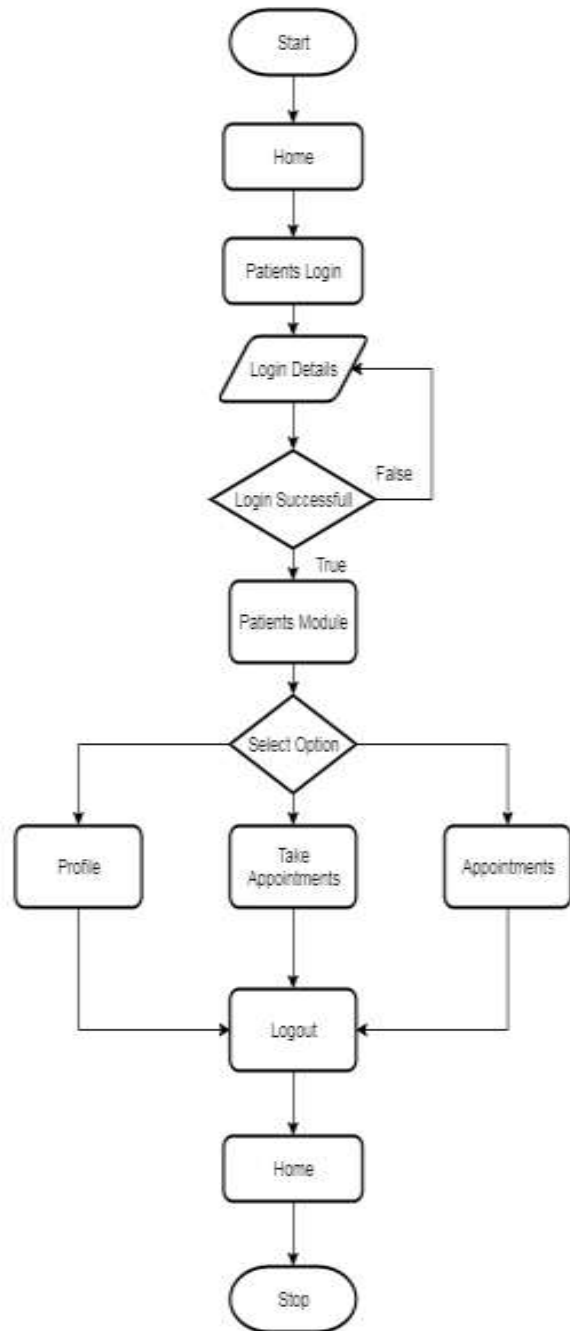 Start
Home
Patients Login
Login Details
False
Login Successfull
True
Patients Module
Select Option
Profile
Take
Appointments
Appointments
Logout
Home
Stop